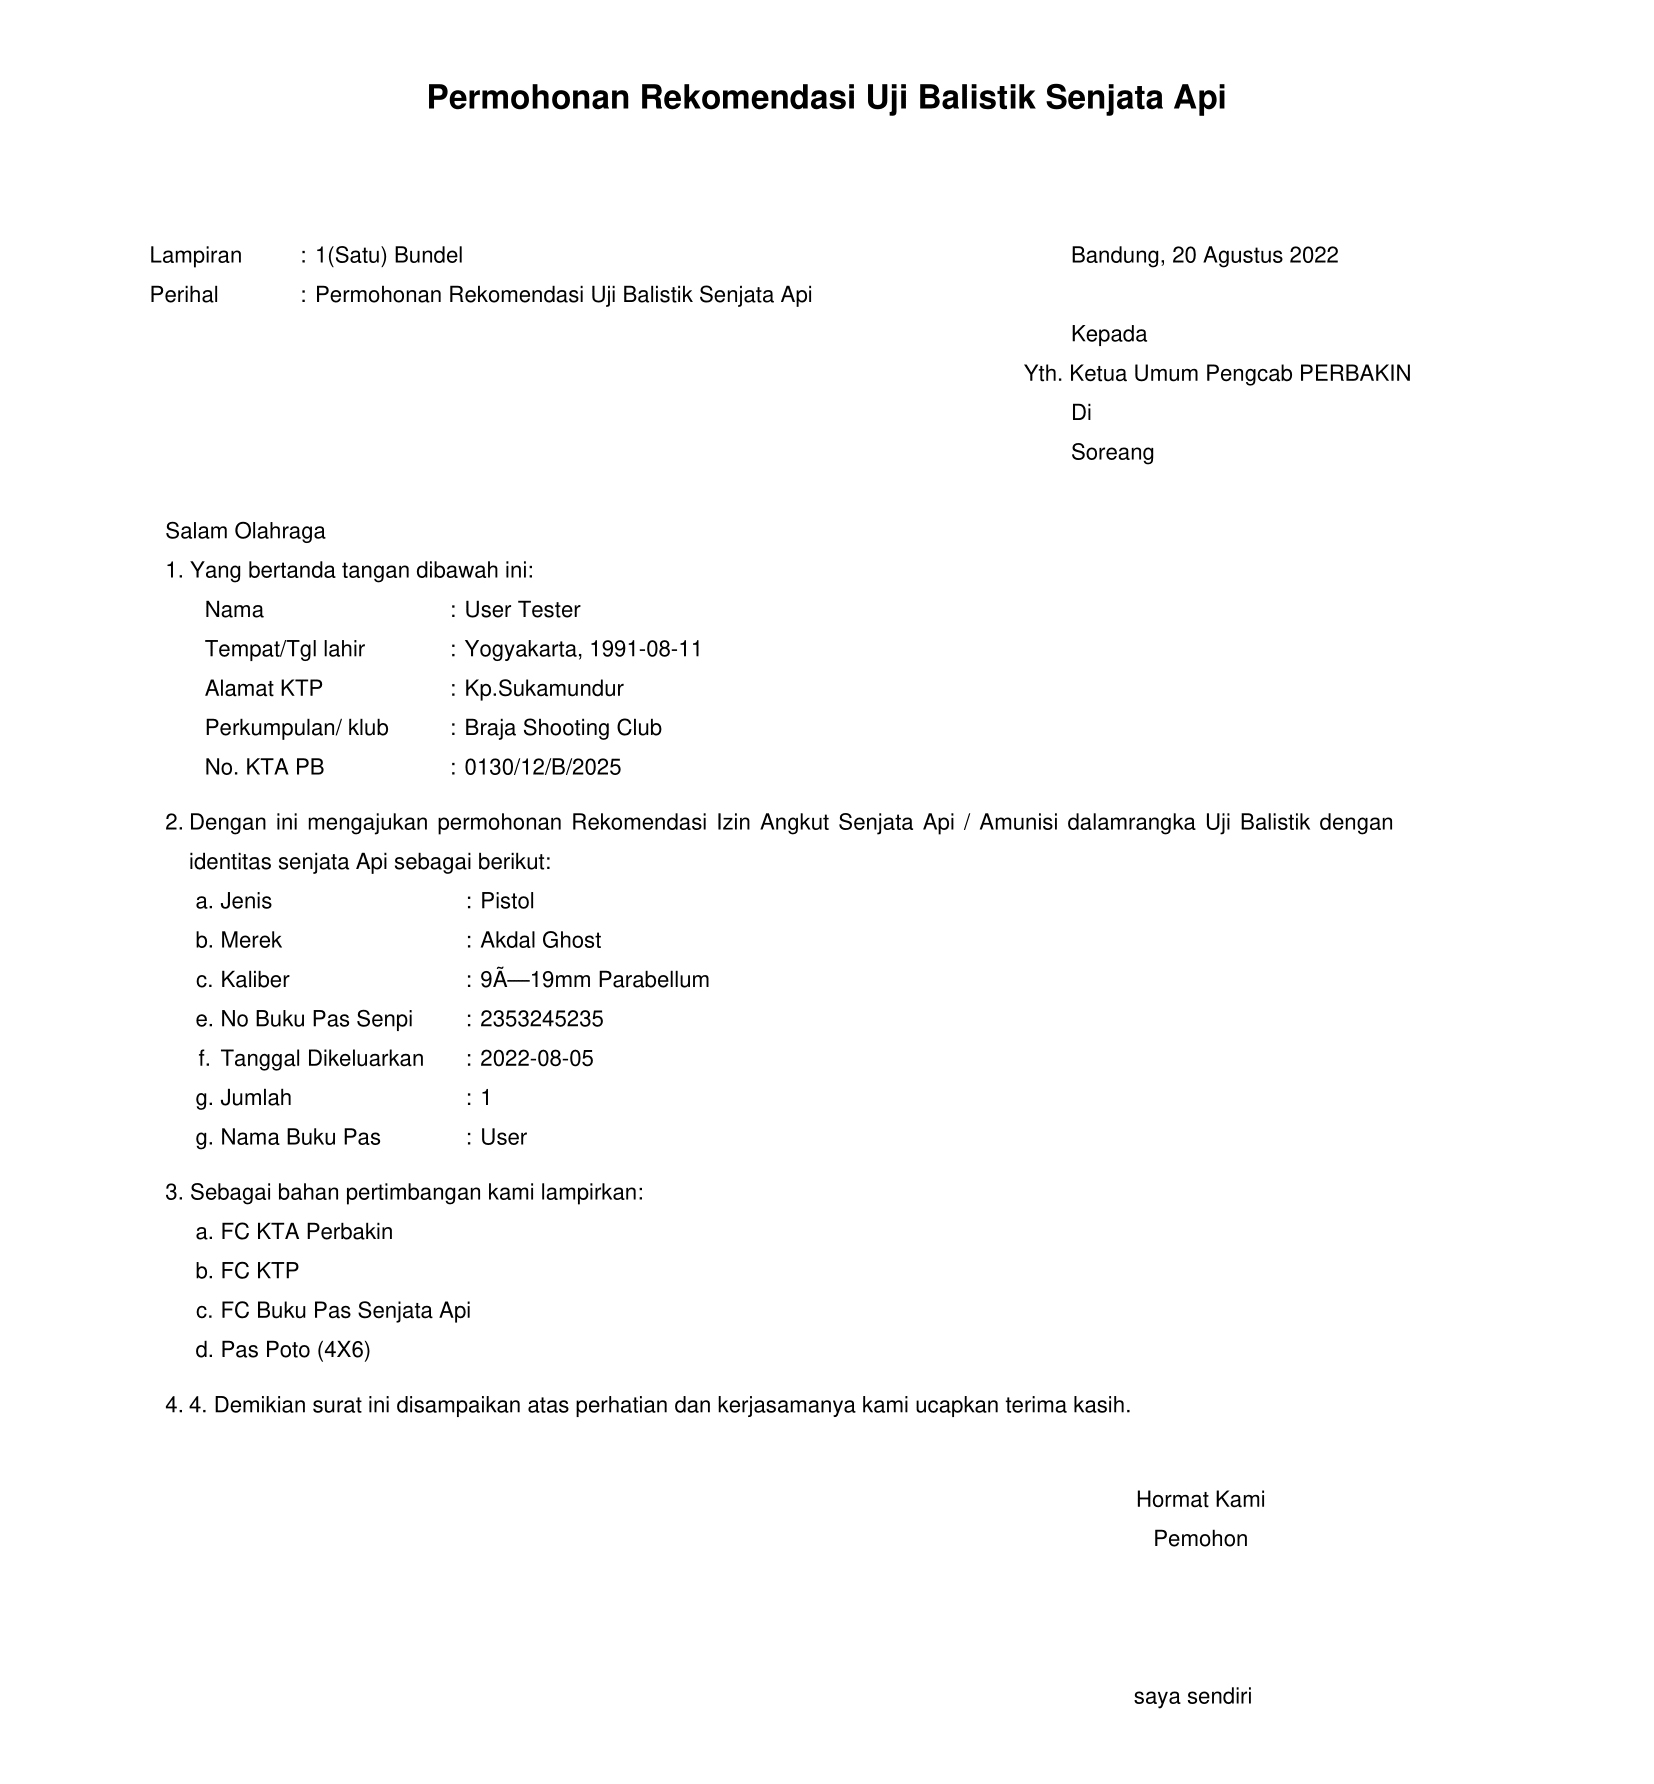 Permohonan Rekomendasi Uji Balistik Senjata Api
Lampiran : 1(Satu) Bundel Bandung, 20 Agustus 2022
Perihal : Permohonan Rekomendasi Uji Balistik Senjata Api
Kepada
Yth. Ketua Umum Pengcab PERBAKIN
Di
Soreang
Salam Olahraga
1. Yang bertanda tangan dibawah ini:
Nama : User Tester
Tempat/Tgl lahir : Yogyakarta, 1991-08-11
Alamat KTP : Kp.Sukamundur
Perkumpulan/ klub : Braja Shooting Club
No. KTA PB : 0130/12/B/2025
2. Dengan ini mengajukan permohonan Rekomendasi Izin Angkut Senjata Api / Amunisi dalamrangka Uji Balistik dengan
identitas senjata Api sebagai berikut:
a. Jenis : Pistol
b. Merek : Akdal Ghost
c. Kaliber : 9Ã—19mm Parabellum
e. No Buku Pas Senpi : 2353245235
f. Tanggal Dikeluarkan : 2022-08-05
g. Jumlah : 1
g. Nama Buku Pas : User
3. Sebagai bahan pertimbangan kami lampirkan:
a. FC KTA Perbakin
b. FC KTP
c. FC Buku Pas Senjata Api
d. Pas Poto (4X6)
4. 4. Demikian surat ini disampaikan atas perhatian dan kerjasamanya kami ucapkan terima kasih.
Hormat Kami
Pemohon
saya sendiri